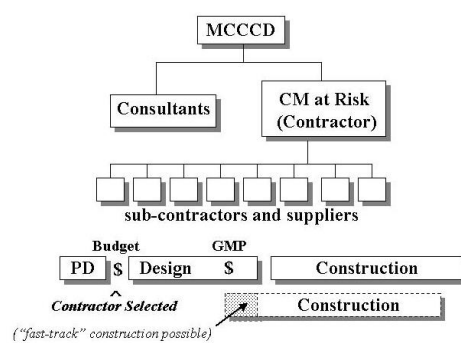 MCCCD
Consultants
CM at Risk
(Contractor)
sub-contractors and suppliers
Budget GMP
PD $ Design $ Construction
^
Contractor Selected
Construction
("fast-track" construction possible)